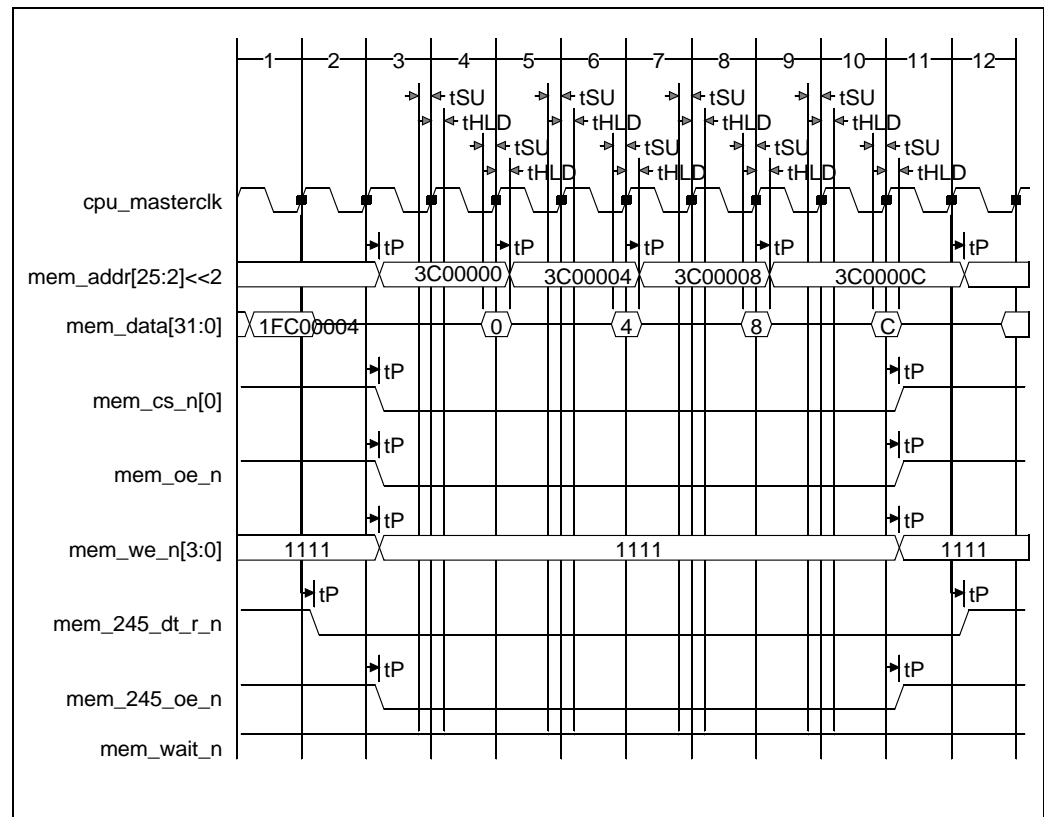 1 2 3 4 5 6 7 8 9 10 11 12
tSU tSU tSU tSU
tHLD tHLD tHLD tHLD
tSU tSU tSU tSU
tHLD tHLD tHLD tHLD
cpu_masterclk
tP tP tP tP tP
mem_addr[25:2]<<2 3C00000 3C00004 3C00008 3C0000C
mem_data[31:0] 1FC00004 0 4 8 C
tP tP
mem_cs_n[0]
tP tP
mem_oe_n
tP tP
mem_we_n[3:0] 1111 1111 1111
tP tP
mem_245_dt_r_n
tP tP
mem_245_oe_n
mem_wait_n